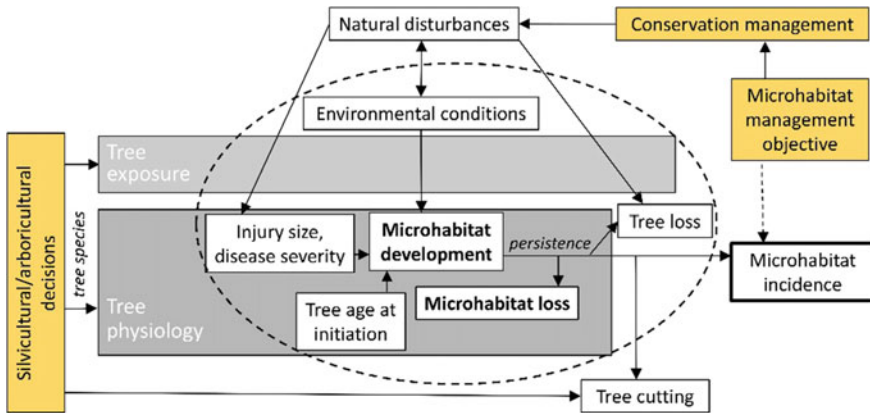 Natural disturbances
Conservation management
Environmental conditions
Microhabitat
management
objective
Tree
exposure
Silvicultural/arboricultural
decisions
tree species
Injury size,
disease severity
Microhabitat
development
persistence
Tree loss
Microhabitat
incidence
Tree
physiology
Tree age at
initiation
Microhabitat loss
Tree cutting